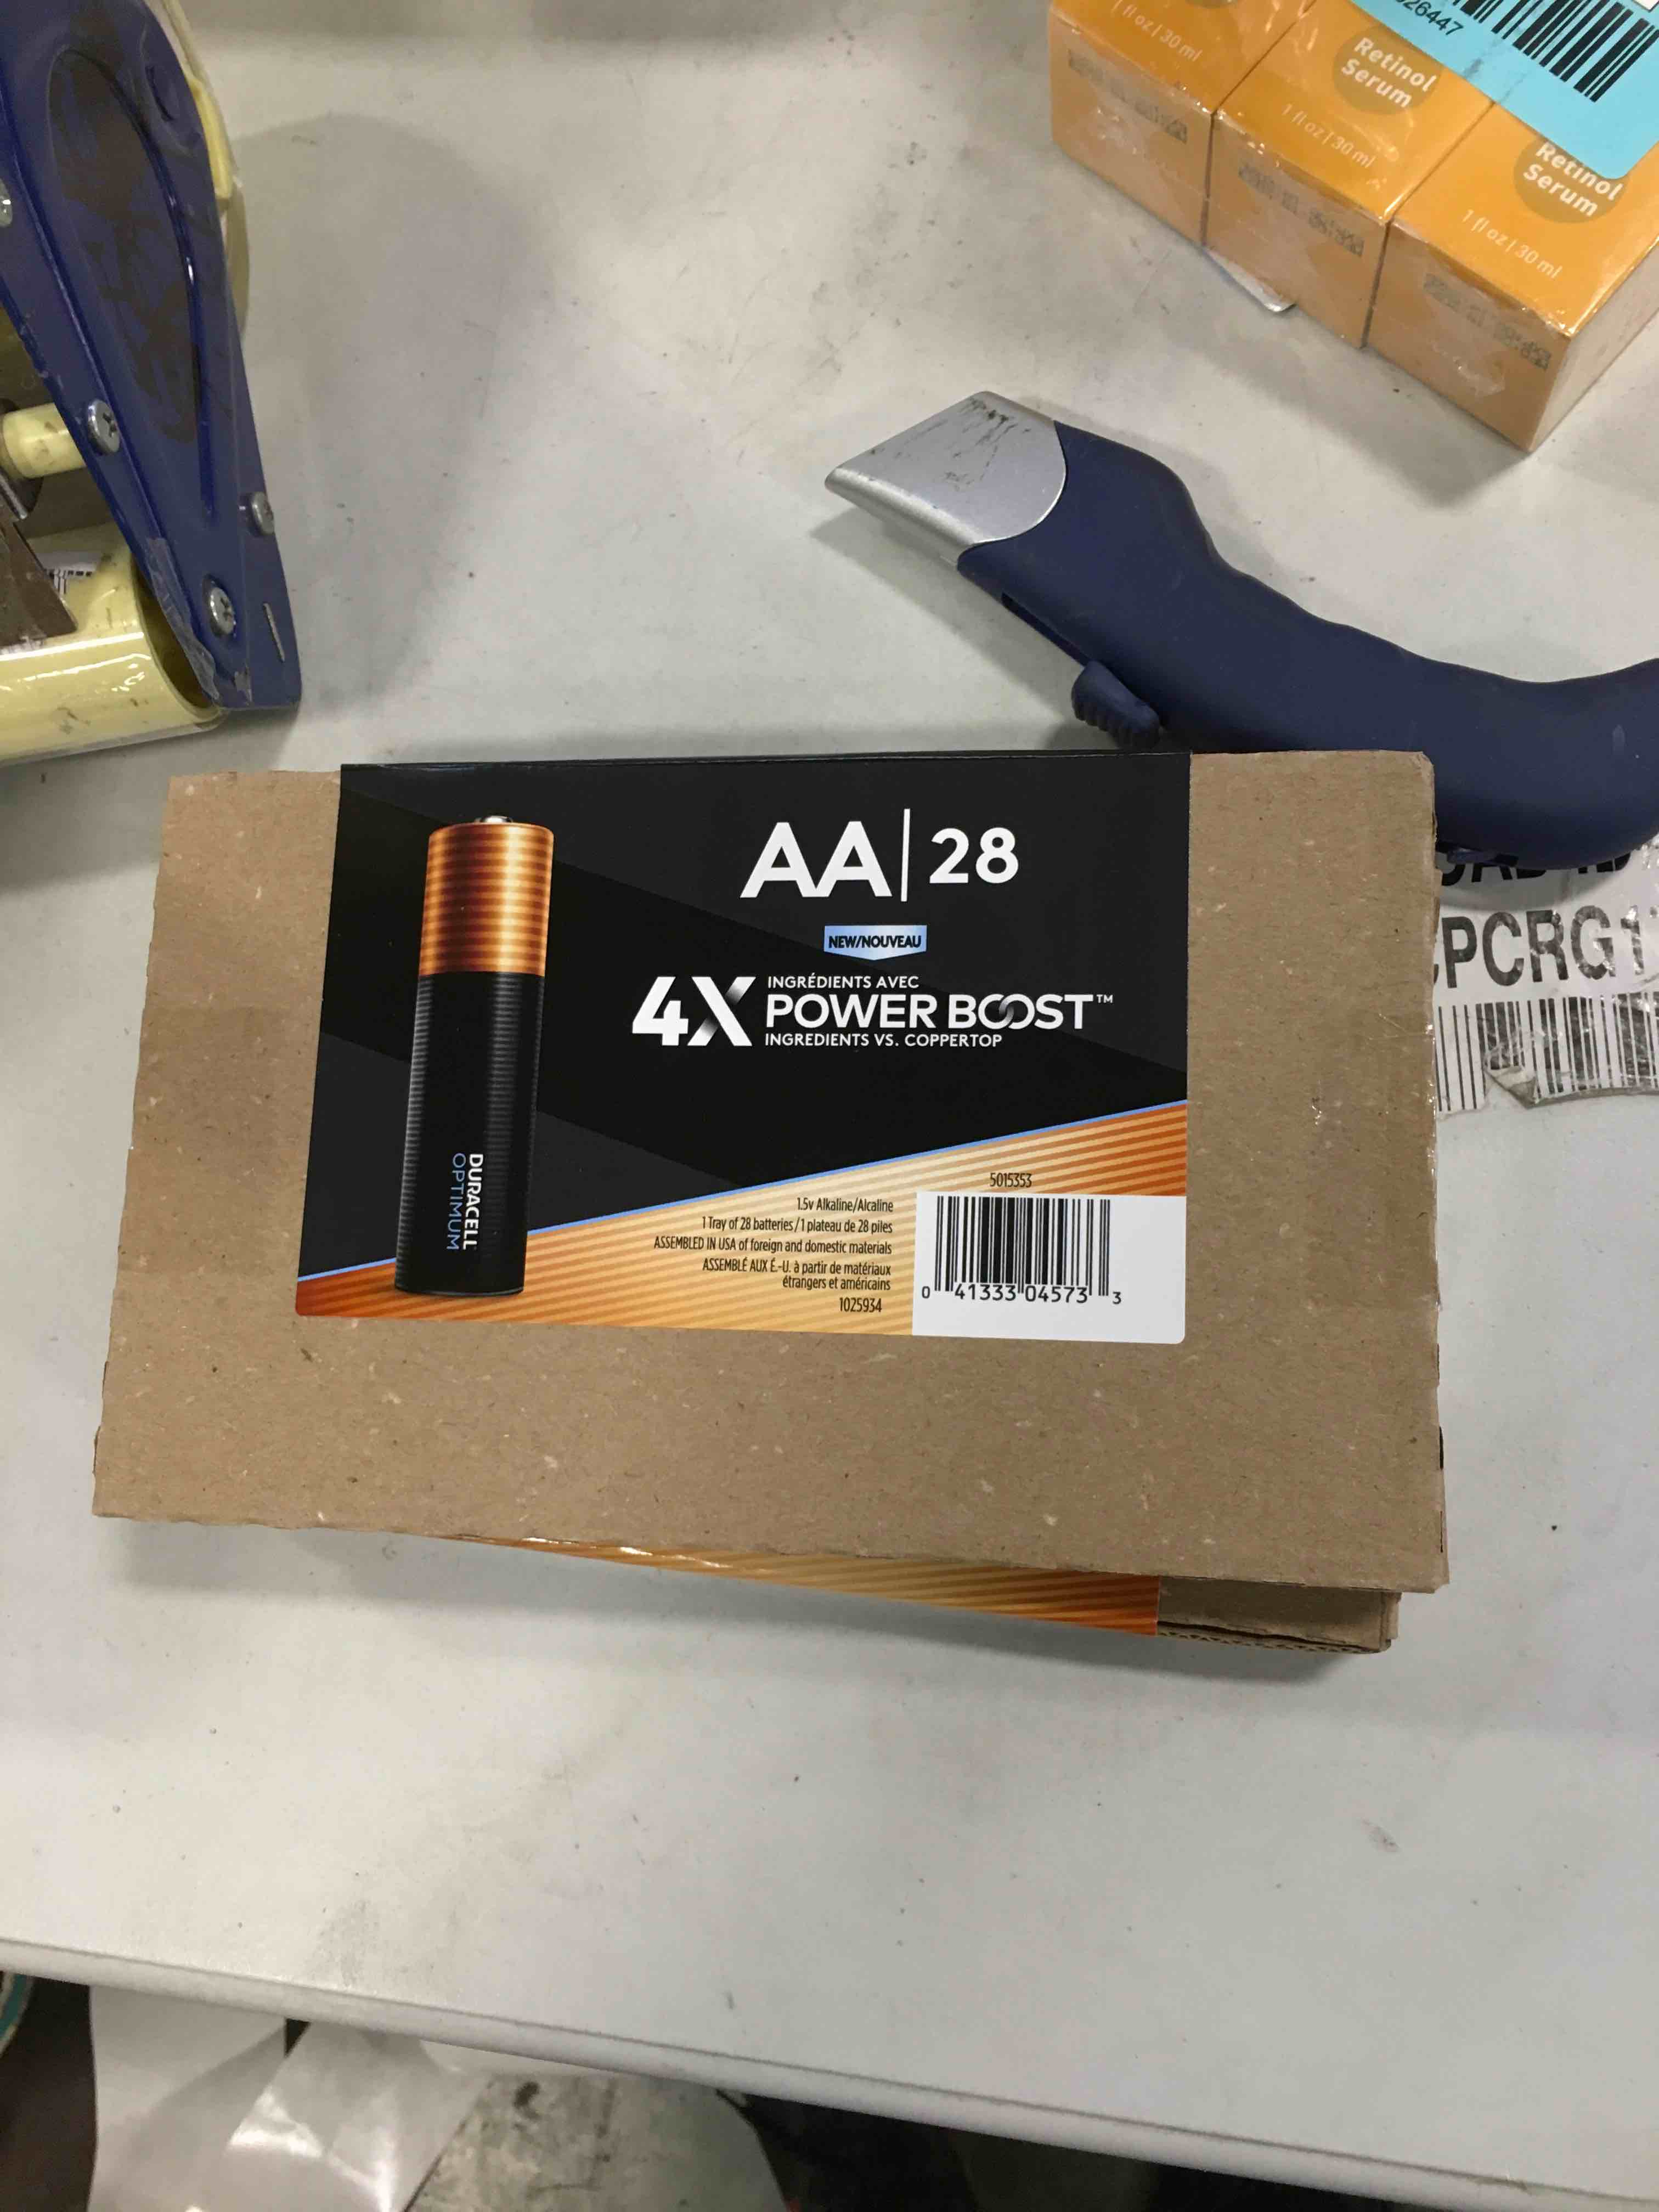 26447
1 fl oz | 30 ml
Retinol
Serum
1 fl oz | 30 ml
Retinol
Serum
1 fl oz | 30 ml
AA | 28
NEW/NOUVEAU
4X
INGRÉDIENTS AVEC
POWER BOOST™
INGREDIENTS VS. COPPERTOP
DURACELL
OPTIMUM
5015353
1.5v Alkaline/Alcaline
1 Tray of 28 batteries / 1 plateau de 28 piles
ASSEMBLED IN USA of foreign and domestic materials
ASSEMBLÉ AUX É.-U. à partir de matériaux
étrangers et américains
1025934
0 41333 04573 3
PCRG1